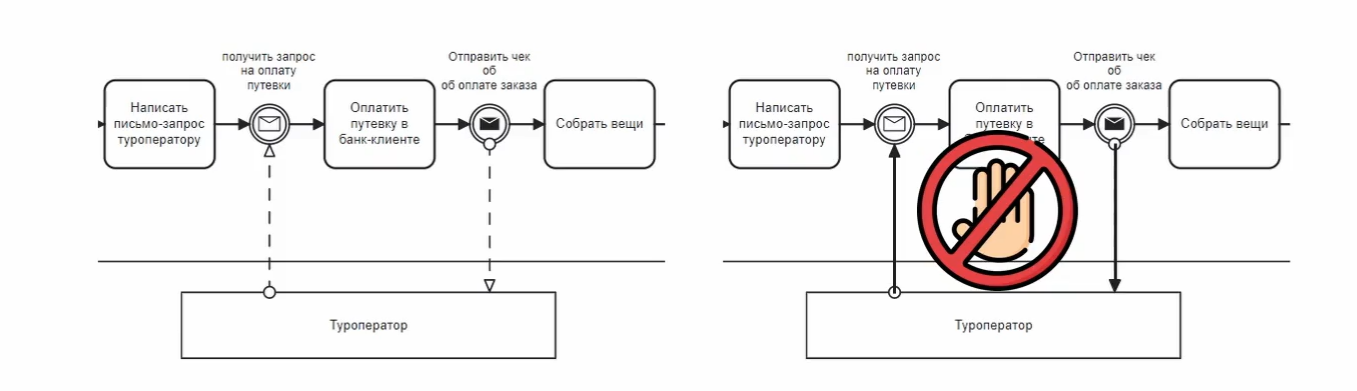 получить запрос
на оплату
путевки
Отправить чек
об
об оплате заказа
Написать
письмо-запрос
туроператору
Оплатить
путевку в
банк-клиенте
Собрать вещи
Туроператор
получить запрос
на оплату
путевки
Отправить чек
об
об оплате заказа
Написать
письмо-запрос
туроператору
Оплатить
путевку в
Собрать вещи
Туроператор